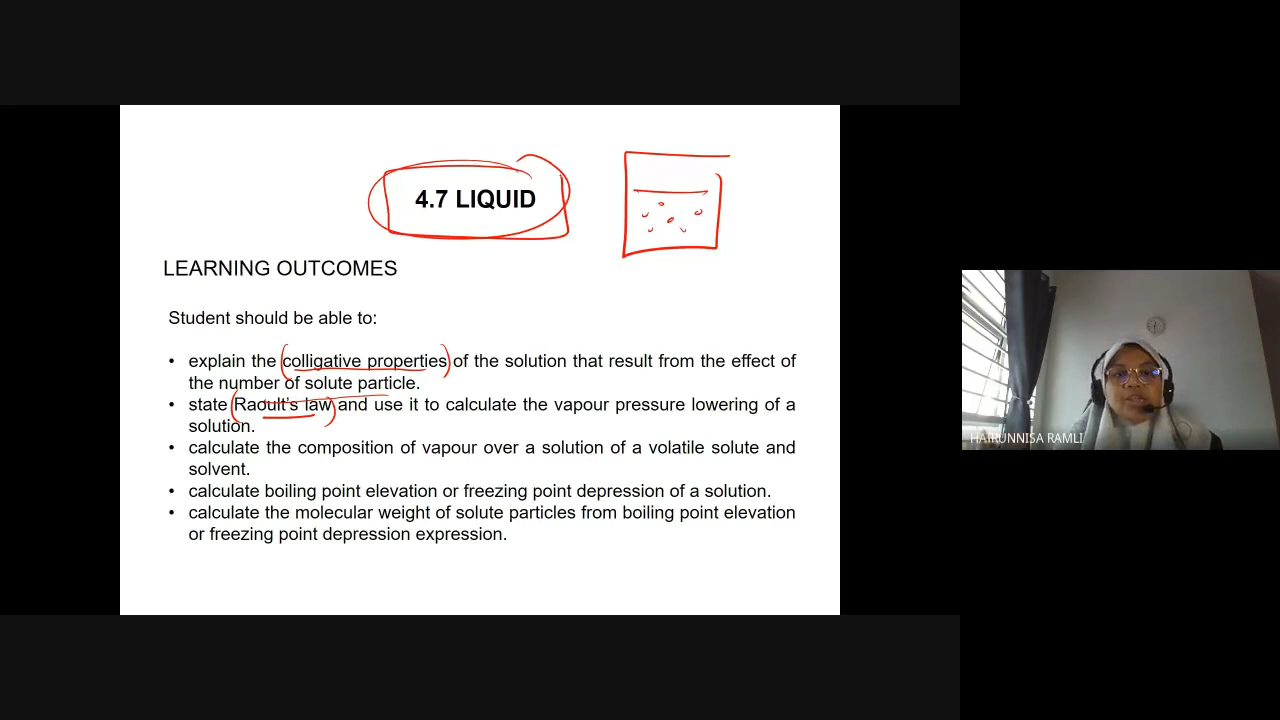 4.7 LIQUID
LEARNING OUTCOMES
Student should be able to:
• explain the colligative properties of the solution that result from the effect of
the number of solute particle.
• state Raoult's law and use it to calculate the vapour pressure lowering of a
solution.
• calculate the composition of vapour over a solution of a volatile solute and
solvent.
• calculate boiling point elevation or freezing point depression of a solution.
• calculate the molecular weight of solute particles from boiling point elevation
or freezing point depression expression.
HAIRUNNISA RAMLI